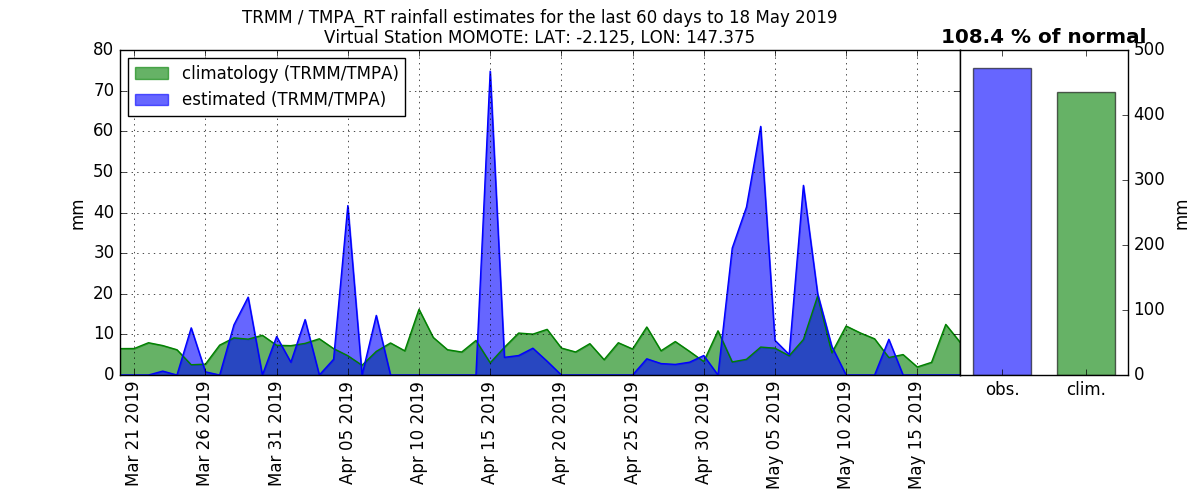 TRMM / TMPA_RT rainfall estimates for the last 60 days to 18 May 2019
Virtual Station MOMOTE: LAT: -2.125, LON: 147.375
108.4 % of normal
climatology (TRMM/TMPA)
estimated (TRMM/TMPA)
mm
80
70
60
50
40
30
20
10
0
Mar 21 2019
Mar 26 2019
Mar 31 2019
Apr 05 2019
Apr 10 2019
Apr 15 2019
Apr 20 2019
Apr 25 2019
Apr 30 2019
May 05 2019
May 10 2019
May 15 2019
obs.
clim.
500
400
300
200
100
0
mm